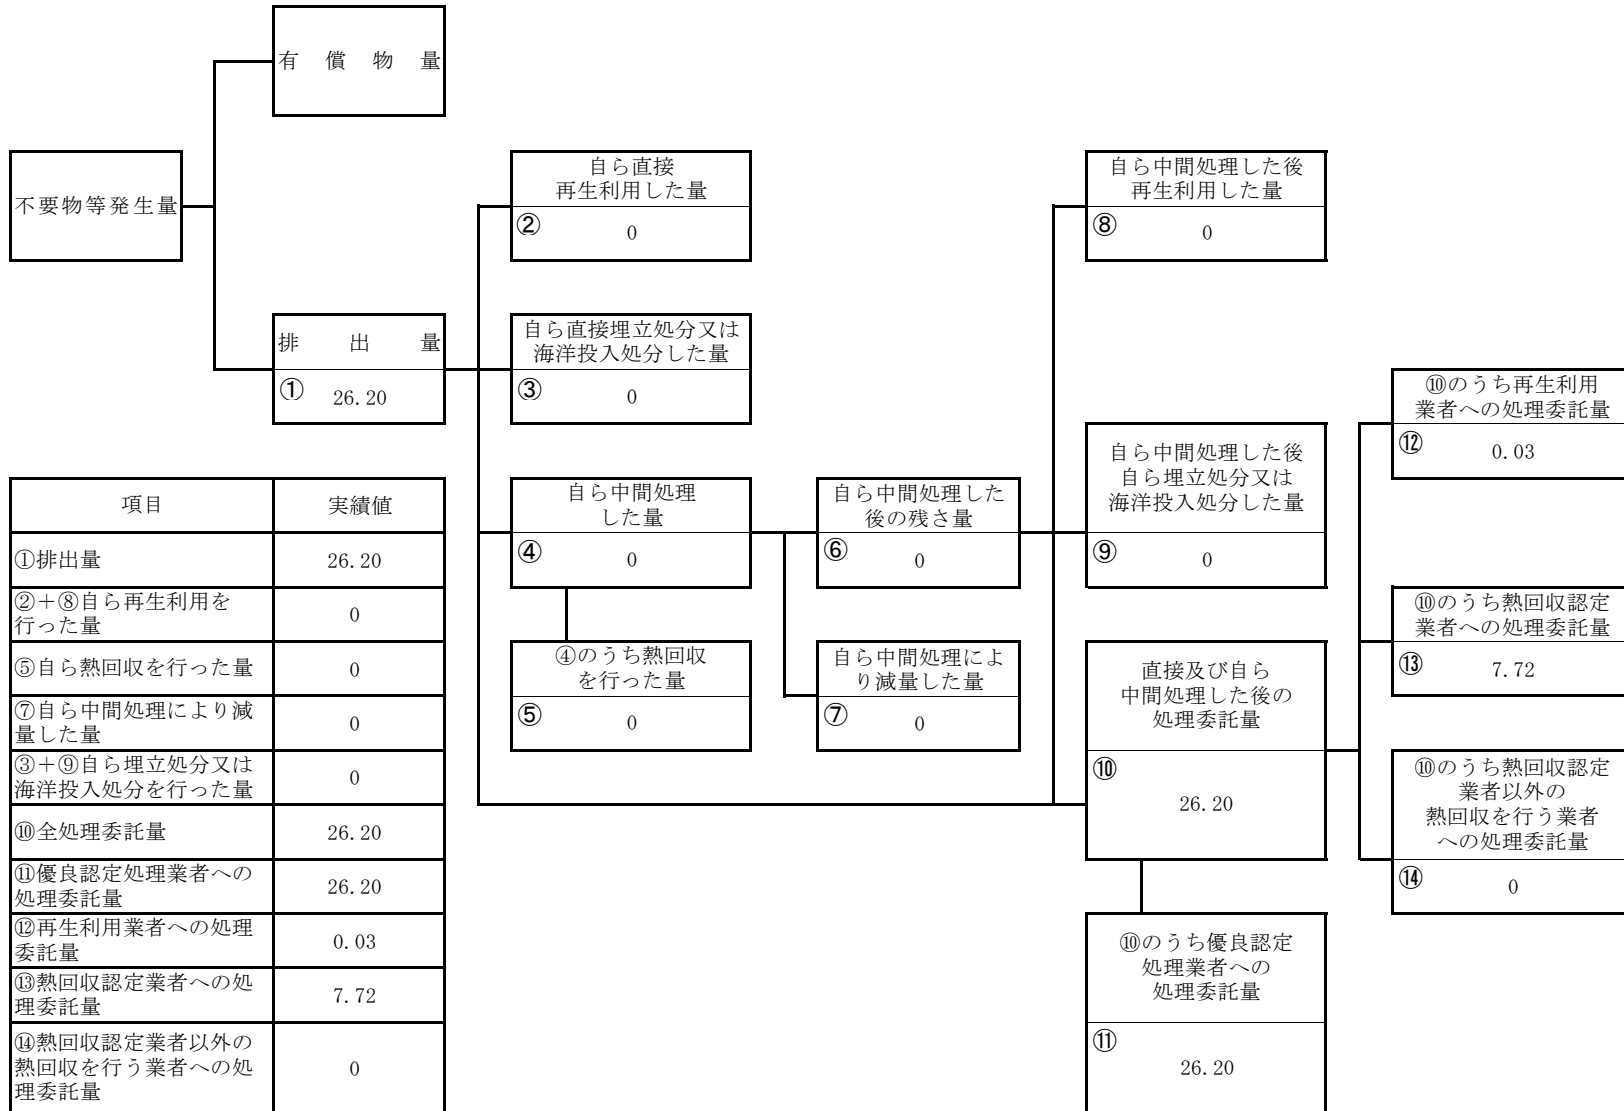 有償物量
不要物等発生量
排出量
① 26.20
自ら直接
再生利用した量
② 0
自ら直接埋立処分又は
海洋投入処分した量
③ 0
自ら中間処理
した量
④ 0
④のうち熱回収
を行った量
⑤ 0
自ら中間処理した
後の残さ量
⑥ 0
自ら中間処理によ
り減量した量
⑦ 0
自ら中間処理した後
再生利用した量
⑧ 0
自ら中間処理した後
自ら埋立処分又は
海洋投入処分した量
⑨ 0
直接及び自ら
中間処理した後の
処理委託量
⑩
26.20
⑩のうち優良認定
処理業者への
処理委託量
⑪
26.20
⑩のうち再生利用
業者への処理委託量
⑫ 0.03
⑩のうち熱回収認定
業者への処理委託量
⑬ 7.72
⑩のうち熱回収認定
業者以外の
熱回収を行う業者
への処理委託量
⑭ 0
項目 実績値
①排出量 26.20
②＋⑧自ら再生利用を
行った量 0
⑤自ら熱回収を行った量 0
⑦自ら中間処理により減
量した量 0
③＋⑨自ら埋立処分又は
海洋投入処分を行った量 0
⑩全処理委託量 26.20
⑪優良認定処理業者への
処理委託量 26.20
⑫再生利用業者への処理
委託量 0.03
⑬熱回収認定業者への処
理委託量 7.72
⑭熱回収認定業者以外の
熱回収を行う業者への処
理委託量 0